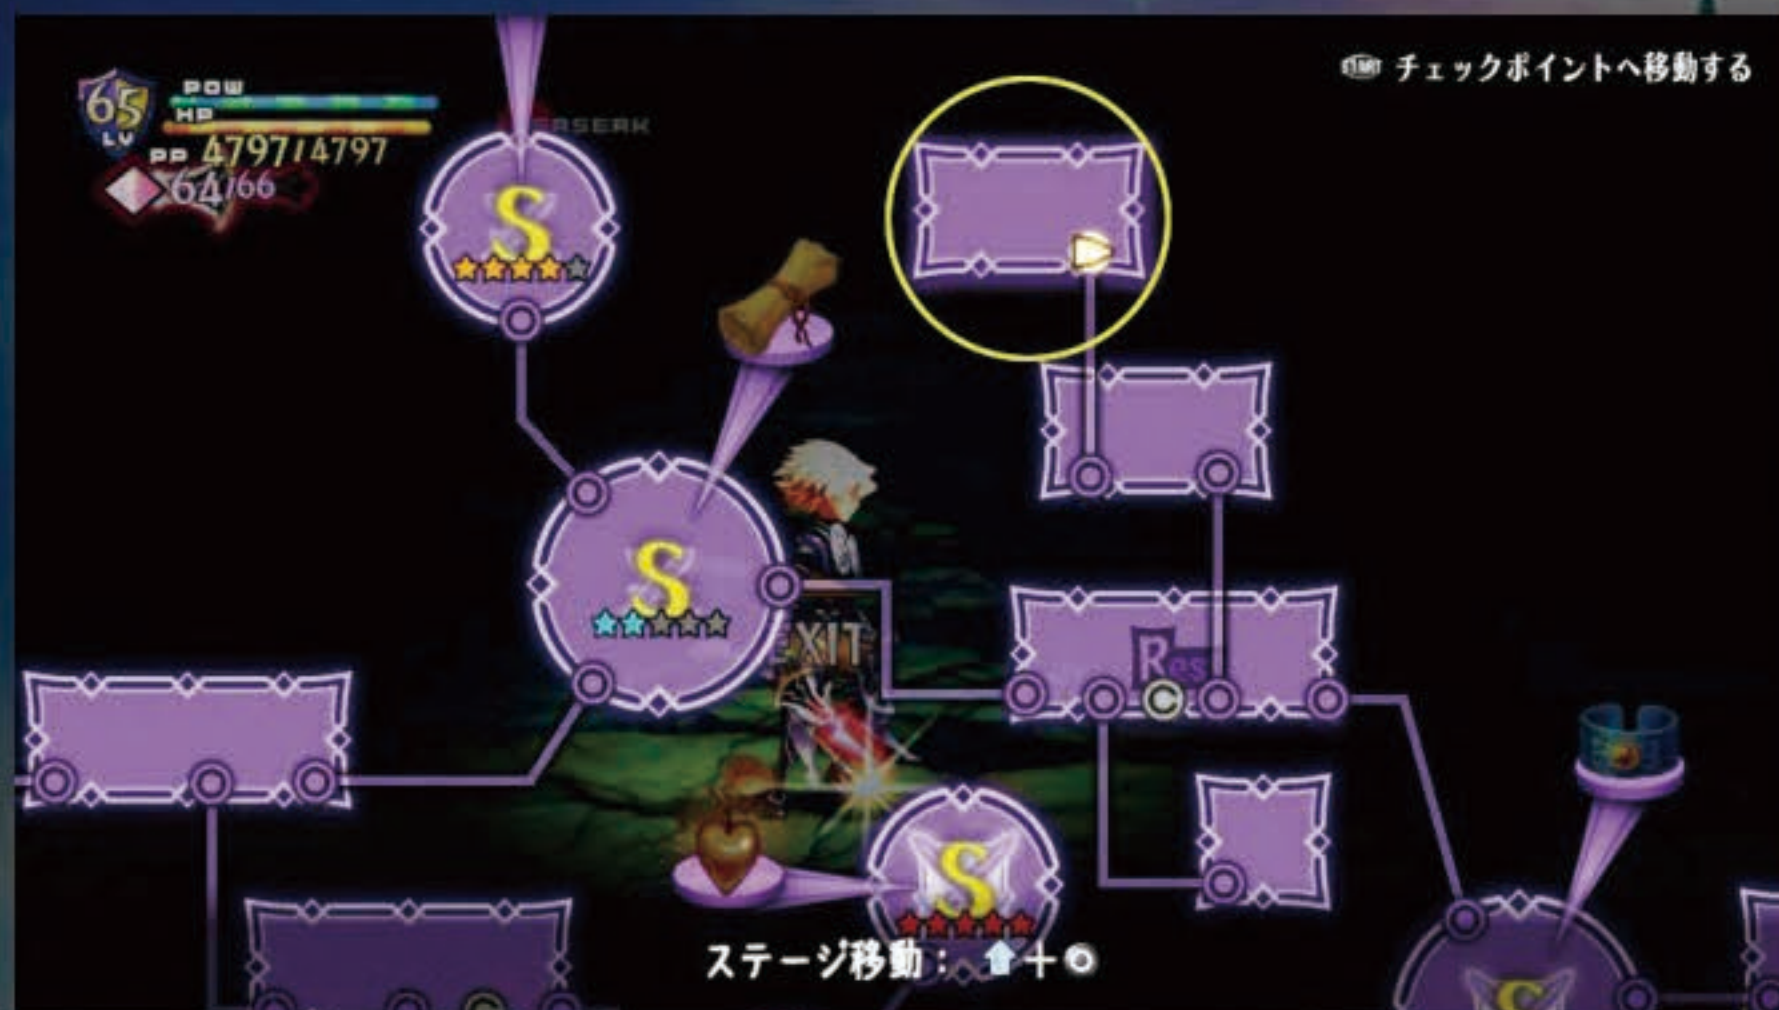 チェックポイントへ移動する
65
LV
POW
HP
PP 4797/4797
64/66
S
S
EXIT
Res
C
S
ステージ移動:⬆+○
S